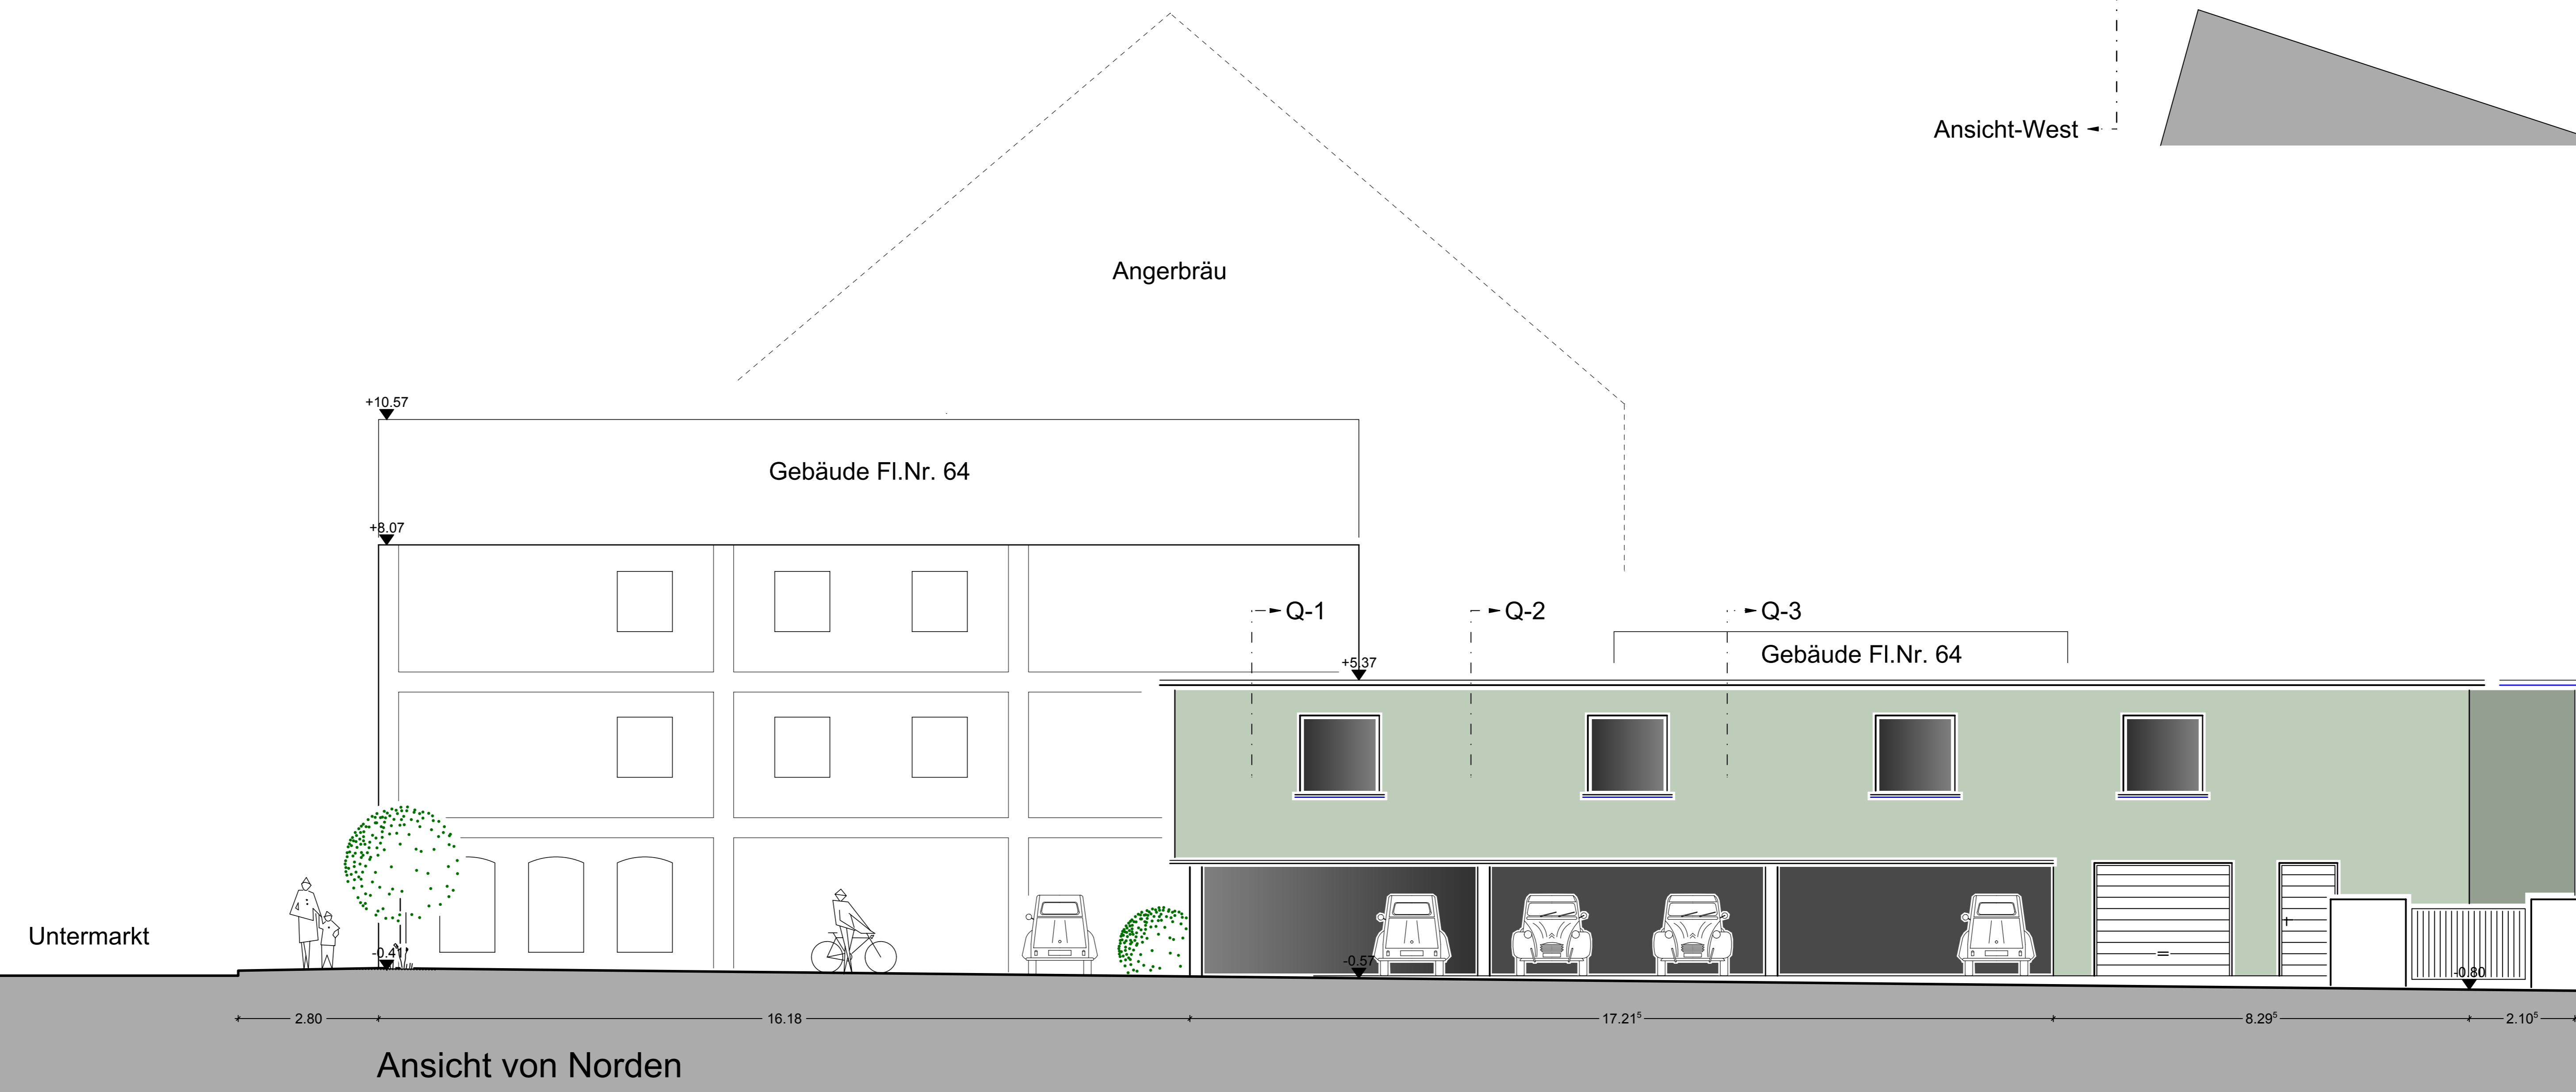 Ansicht-West
Angerbräu
+10.57
Gebäude Fl.Nr. 64
+8.07
Q-1
Q-2
Q-3
+5.37
Gebäude Fl.Nr. 64
Untermarkt
-0.41
-0.57
-0.80
2.80
16.18
17.21⁵
8.29⁵
2.10⁵
Ansicht von Norden